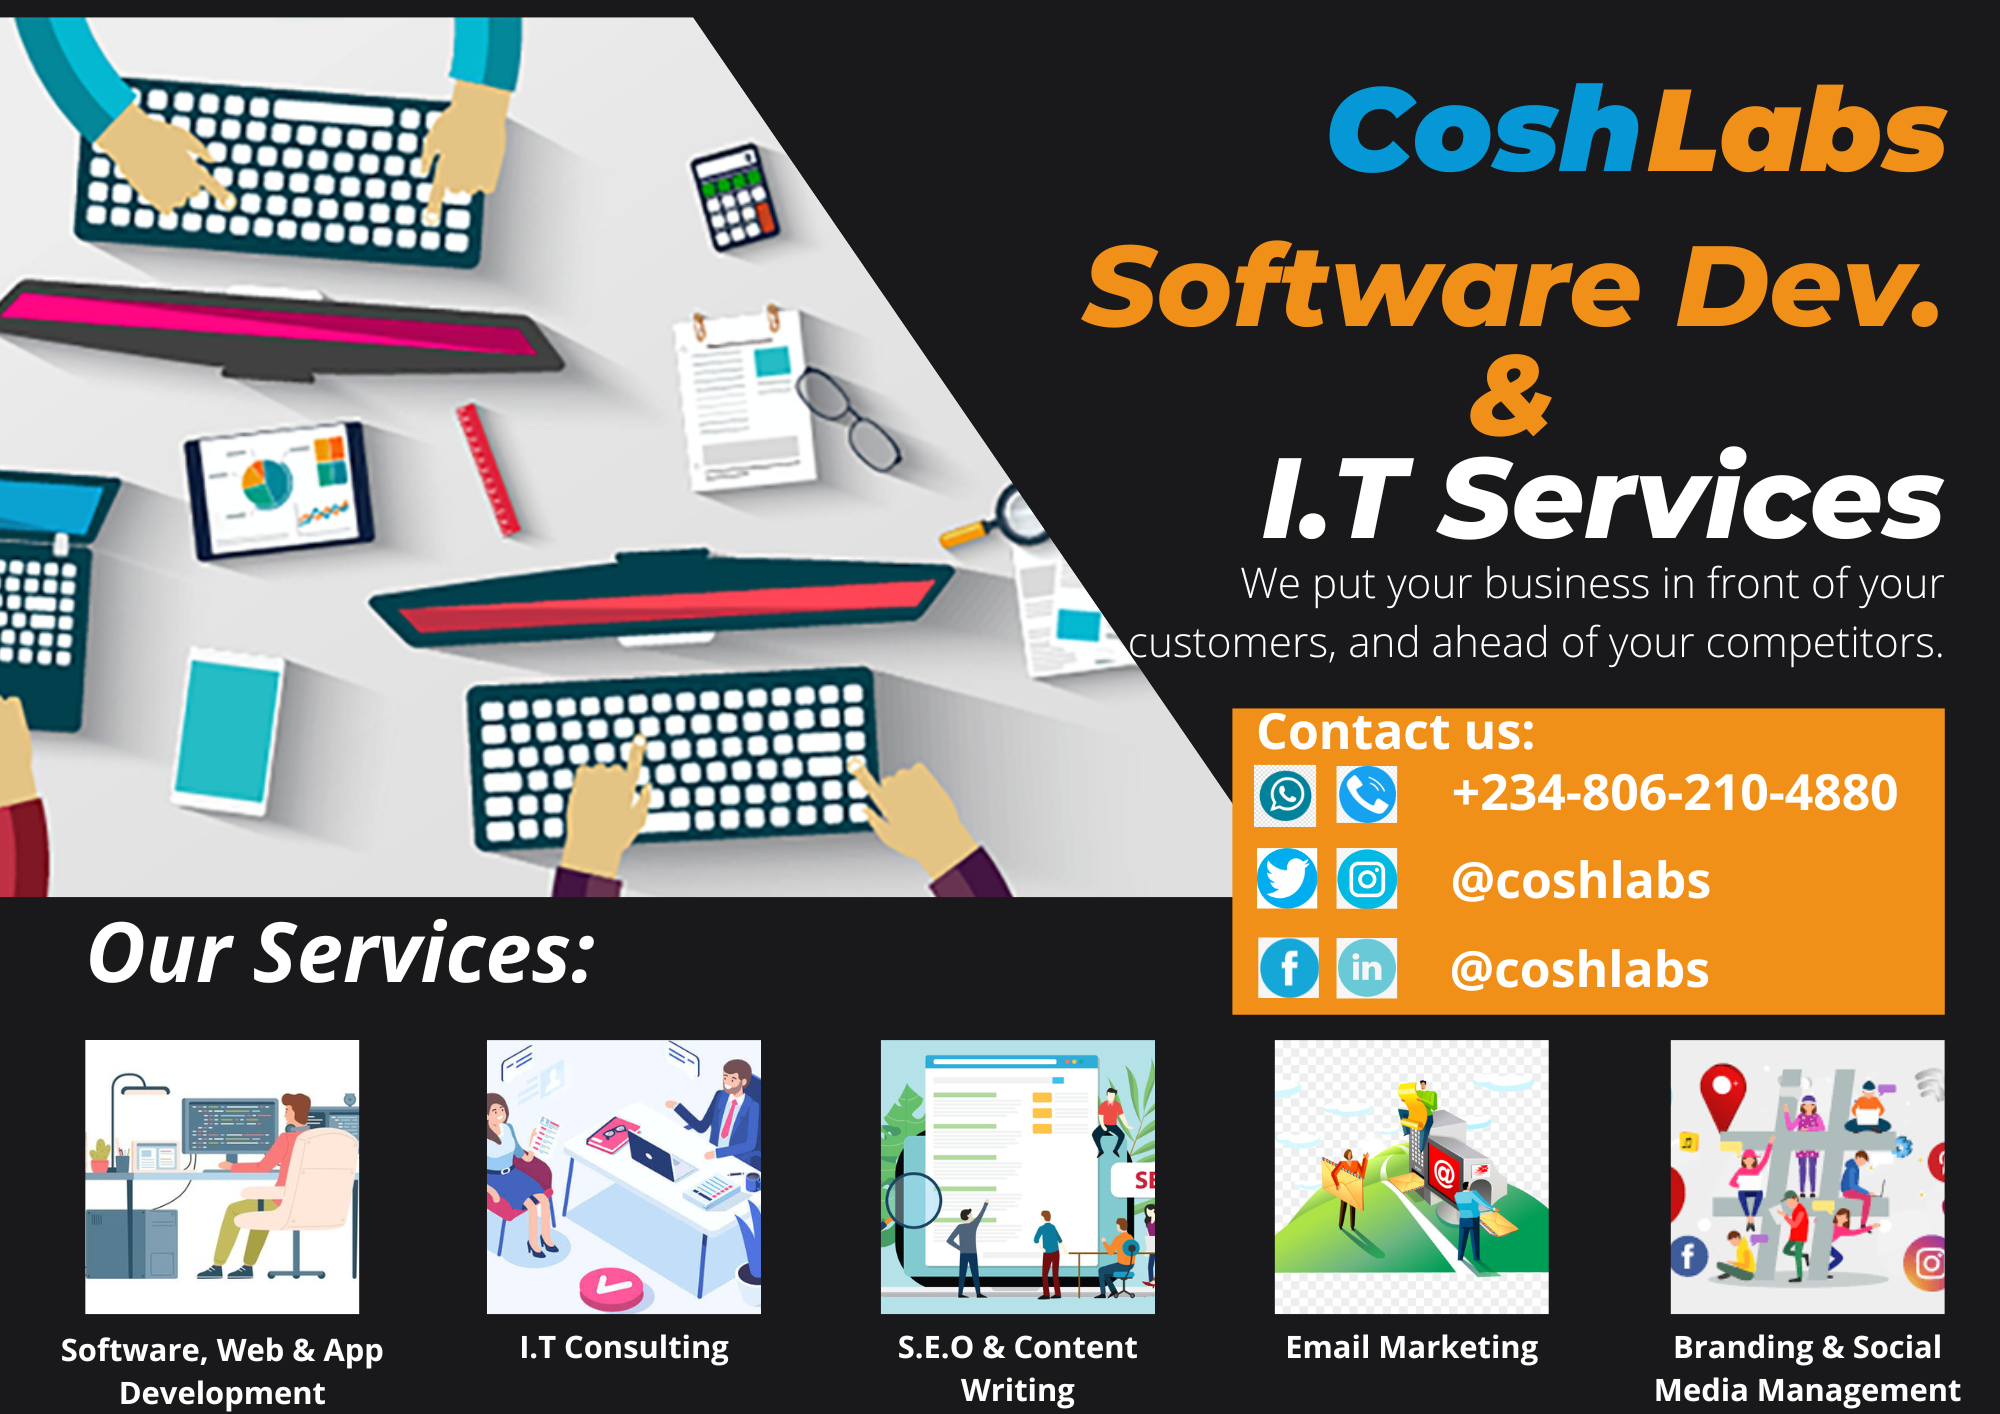 CoshLabs
Software Dev.
&
I.T Services
We put your business in front of your
customers, and ahead of your competitors.
Contact us:
+234-806-210-4880
@coshlabs
@coshlabs
Our Services:
Software, Web & App
Development
I.T Consulting
S.E.O & Content
Writing
Email Marketing
Branding & Social
Media Management